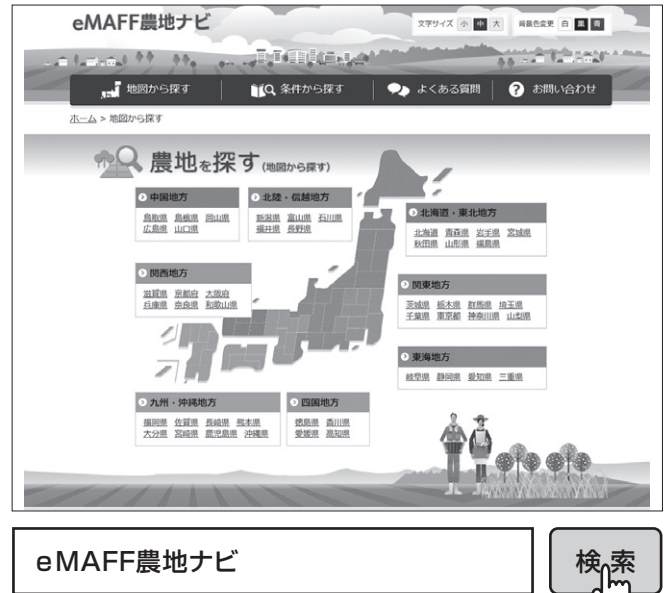 eMAFF農地ナビ
文字サイズ 小 中 大 背景色変更 白 黒 青
地図から探す 条件から探す よくある質問 ? お問い合わせ
ホーム > 地図から探す
農地を探す(地図から探す)
中国地方
鳥取県 島根県 岡山県
広島県 山口県
北陸・信越地方
新潟県 富山県 石川県
福井県 長野県
北海道・東北地方
北海道 青森県 岩手県 宮城県
秋田県 山形県 福島県
関西地方
滋賀県 京都府 大阪府
兵庫県 奈良県 和歌山県
関東地方
茨城県 栃木県 群馬県 埼玉県
千葉県 東京都 神奈川県 山梨県
東海地方
岐阜県 静岡県 愛知県 三重県
九州・沖縄地方
福岡県 佐賀県 長崎県 熊本県
大分県 宮崎県 鹿児島県 沖縄県
四国地方
徳島県 香川県
愛媛県 高知県
eMAFF農地ナビ
検索